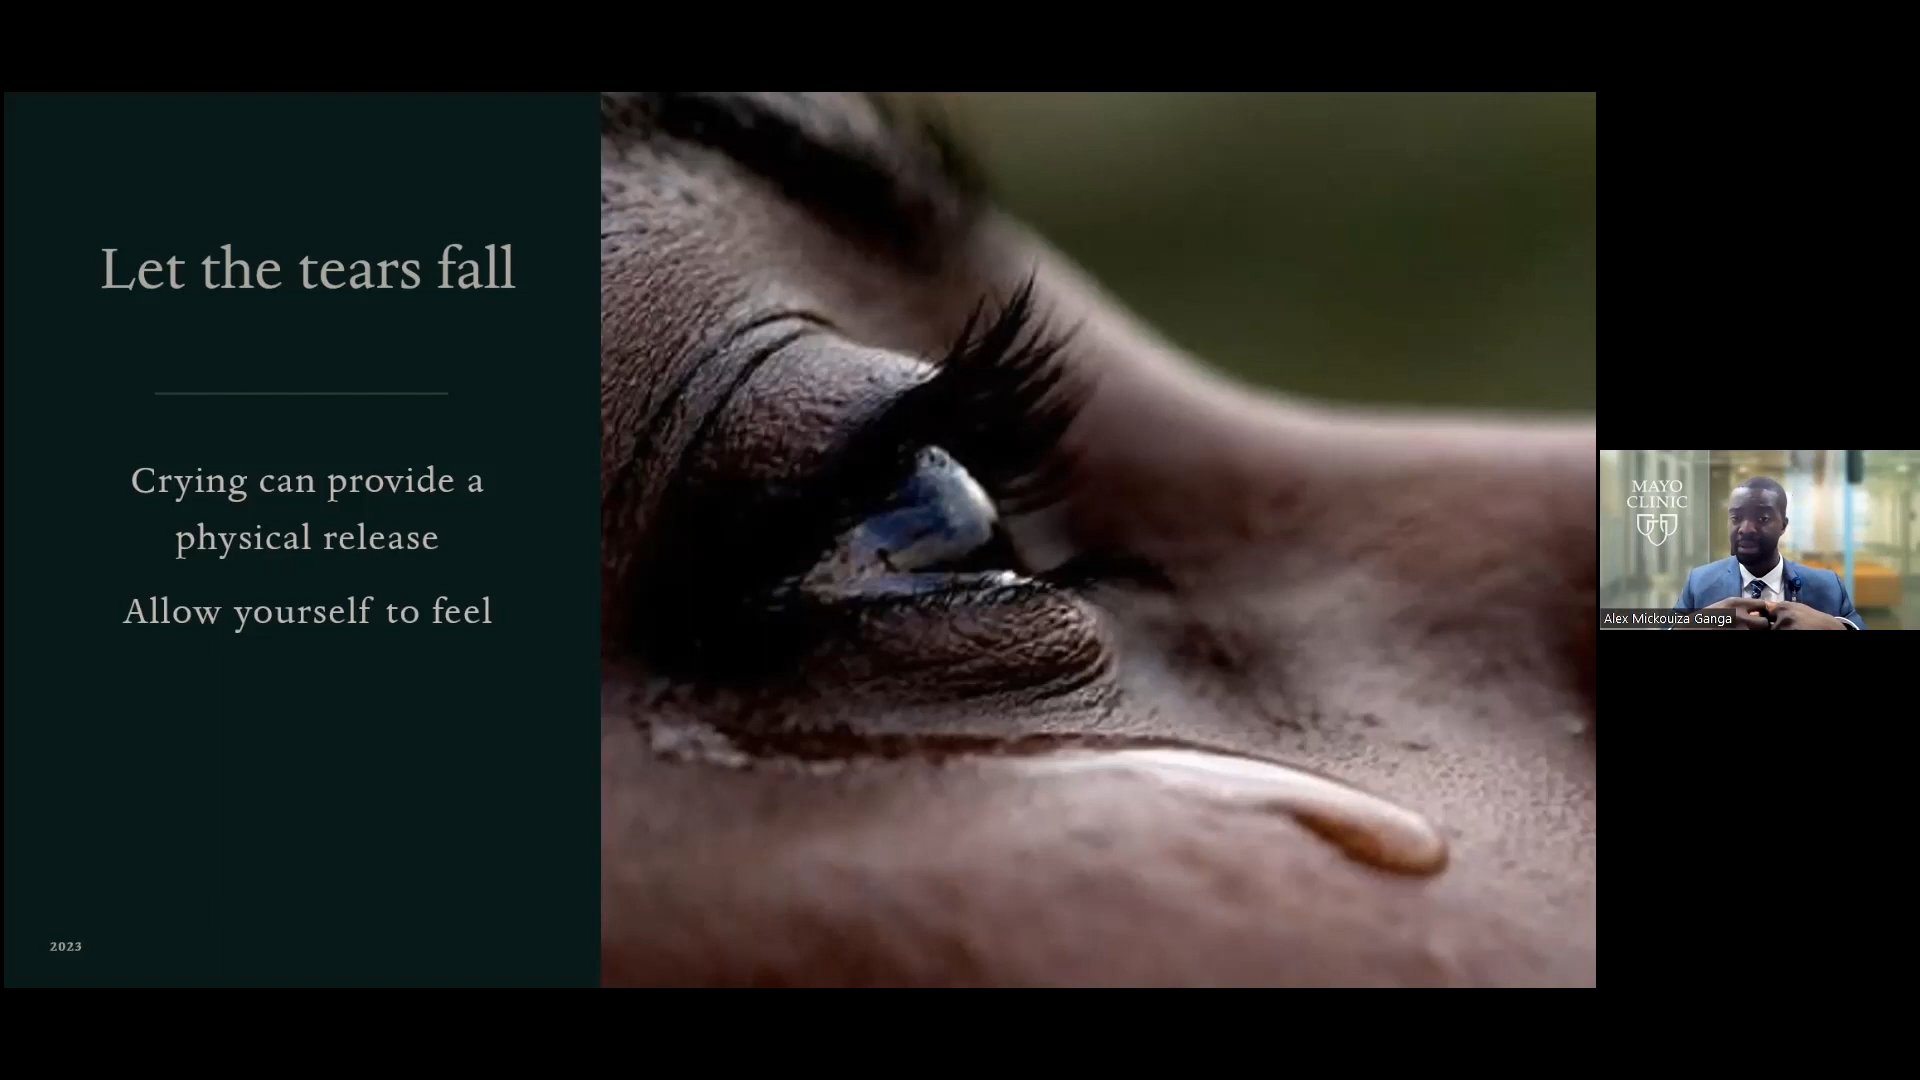 Let the tears fall
Crying can provide a
physical release
Allow yourself to feel
2023
MAYO
CLINIC
Alex Mickouiza Ganga